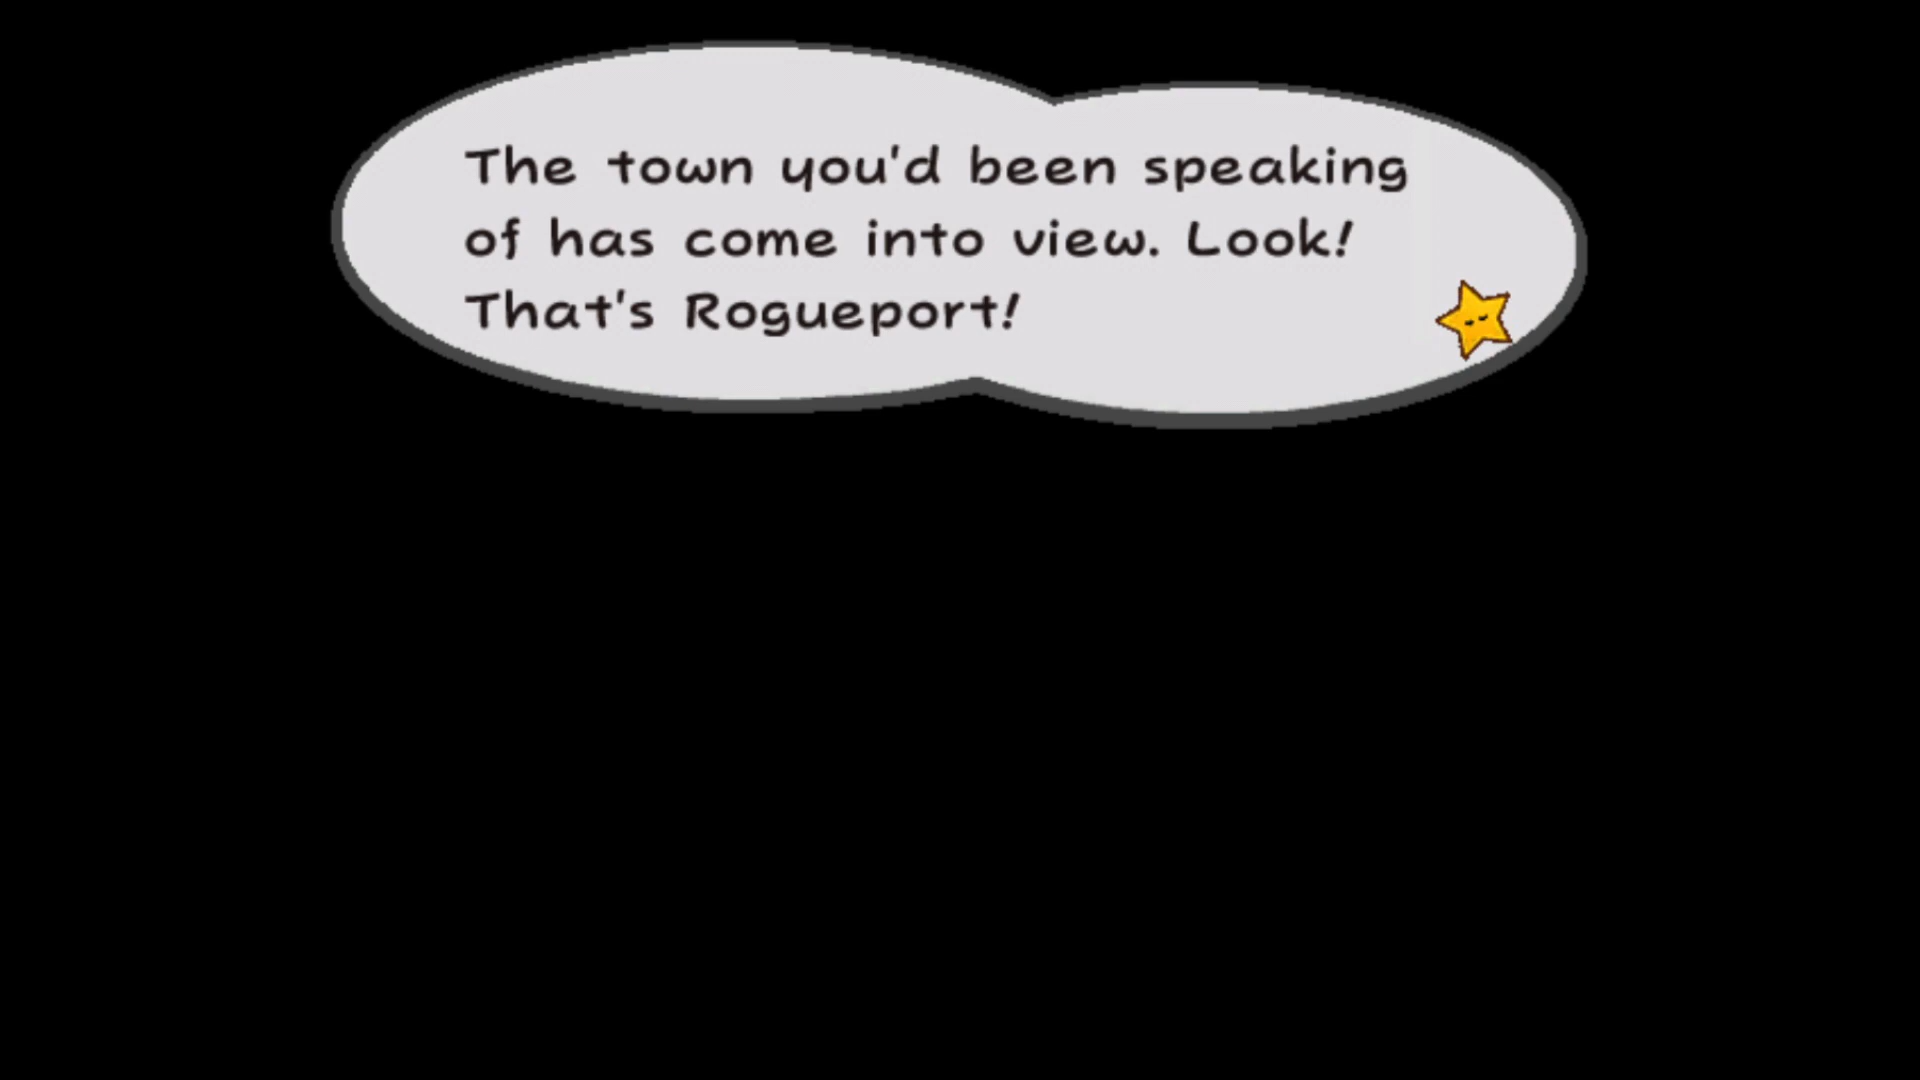 The town you'd been speaking
of has come into view. Look!
That's Rogueport!